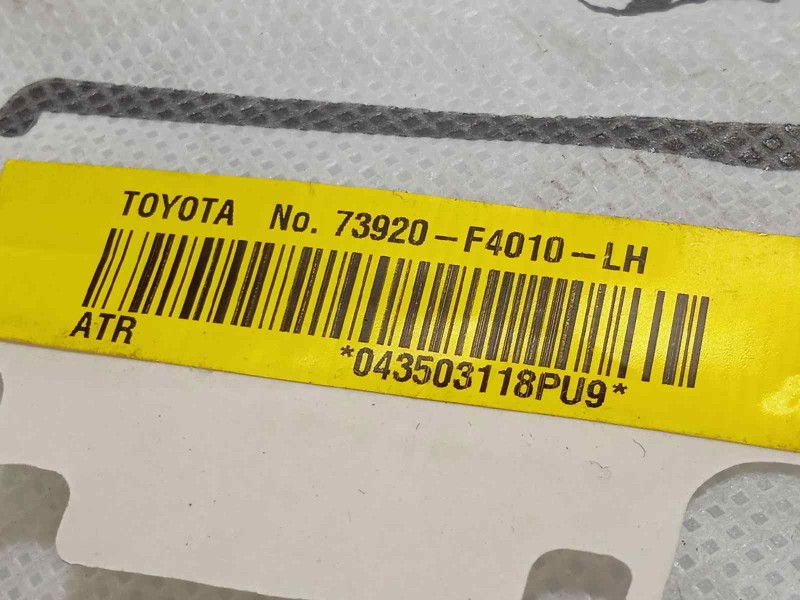 TOYOTA No. 73920-F4010-LH
ATR
*043503118PU9*